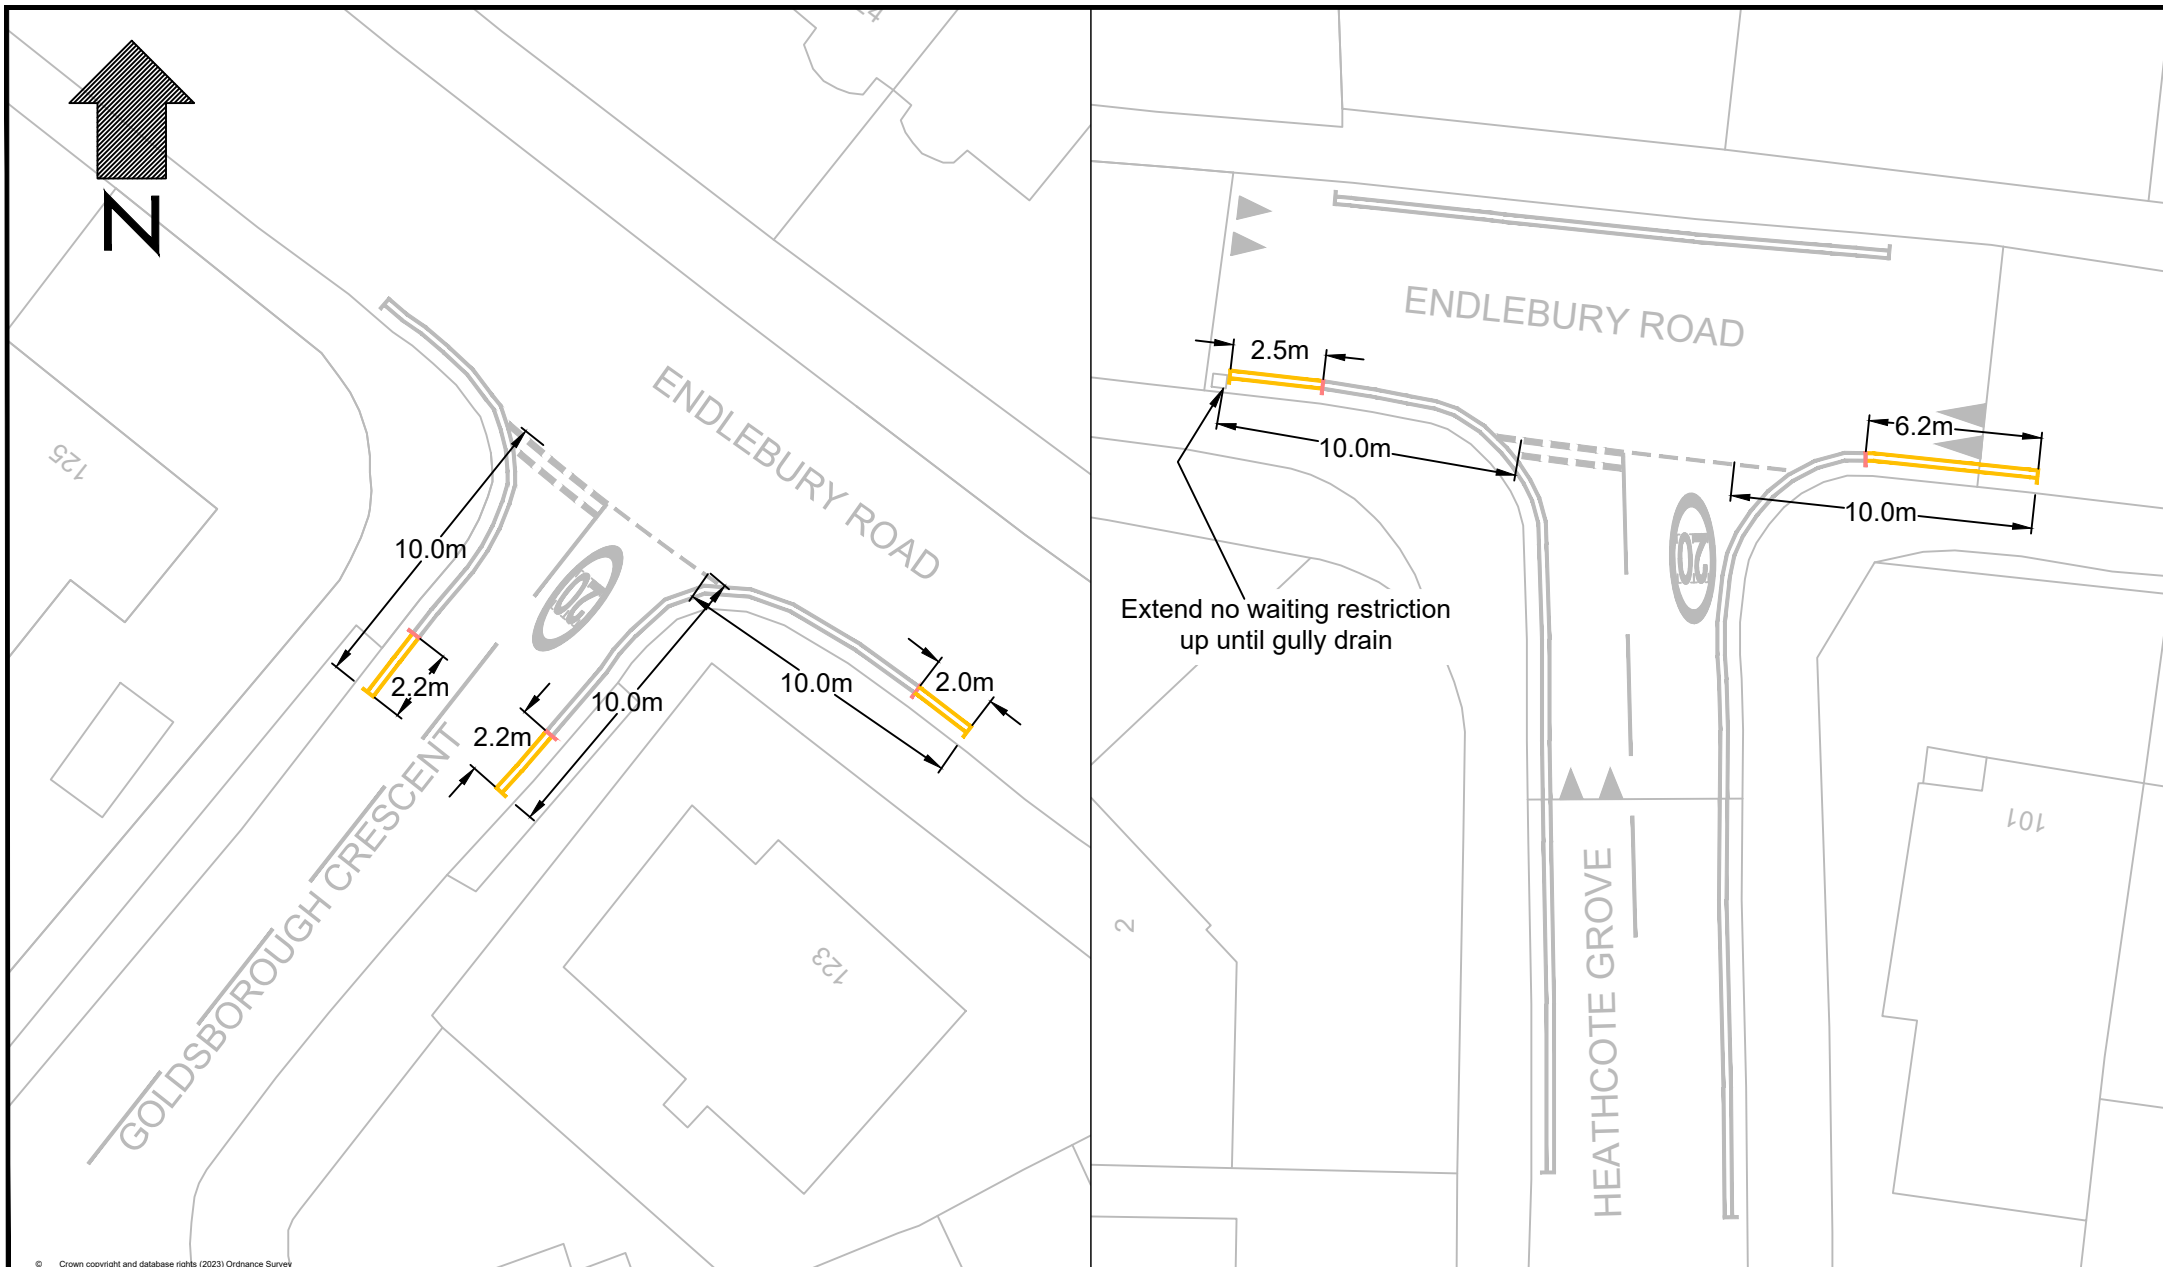 N
ENDLEBURY ROAD
125
10.0m
2.2m
20
10.0m
2.2m
10.0m
2.0m
GOLDSBOROUGH CRESCENT
123
© Crown copyright and database rights (2023) Ordnance Survey
ENDLEBURY ROAD
2.5m
10.0m
6.2m
10.0m
20
Extend no waiting restriction
up until gully drain
101
2
HEATHCOTE GROVE